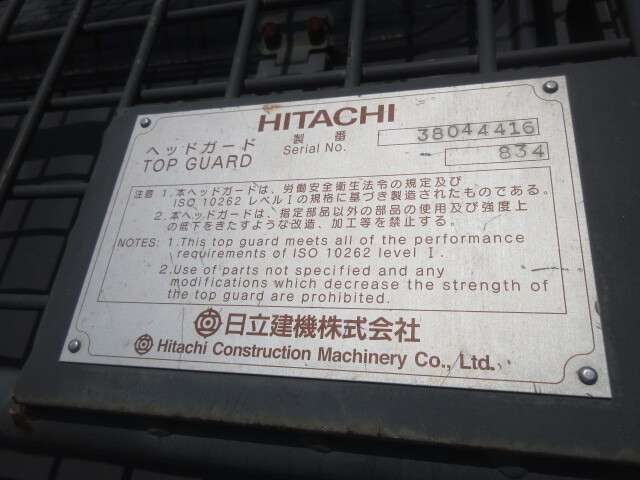 HITACHI
ヘッドガード
TOP GUARD
製番
Serial No.
38044416
- 834
注意 1.本ヘッドガードは、労働安全衛生法令の規定及び
ISO 10262 レベルⅠの規格に基づき製造されたものである。
2.本ヘッドガードは、指定部品以外の部品の使用及び強度上
の低下をきたすような改造、加工等を禁止する。
NOTES: 1.This top guard meets all of the performance
requirements of ISO 10262 level Ⅰ.
2.Use of parts not specified and any
modifications which decrease the strength of
the top guard are prohibited.
日立建機株式会社
Hitachi Construction Machinery Co., Ltd.